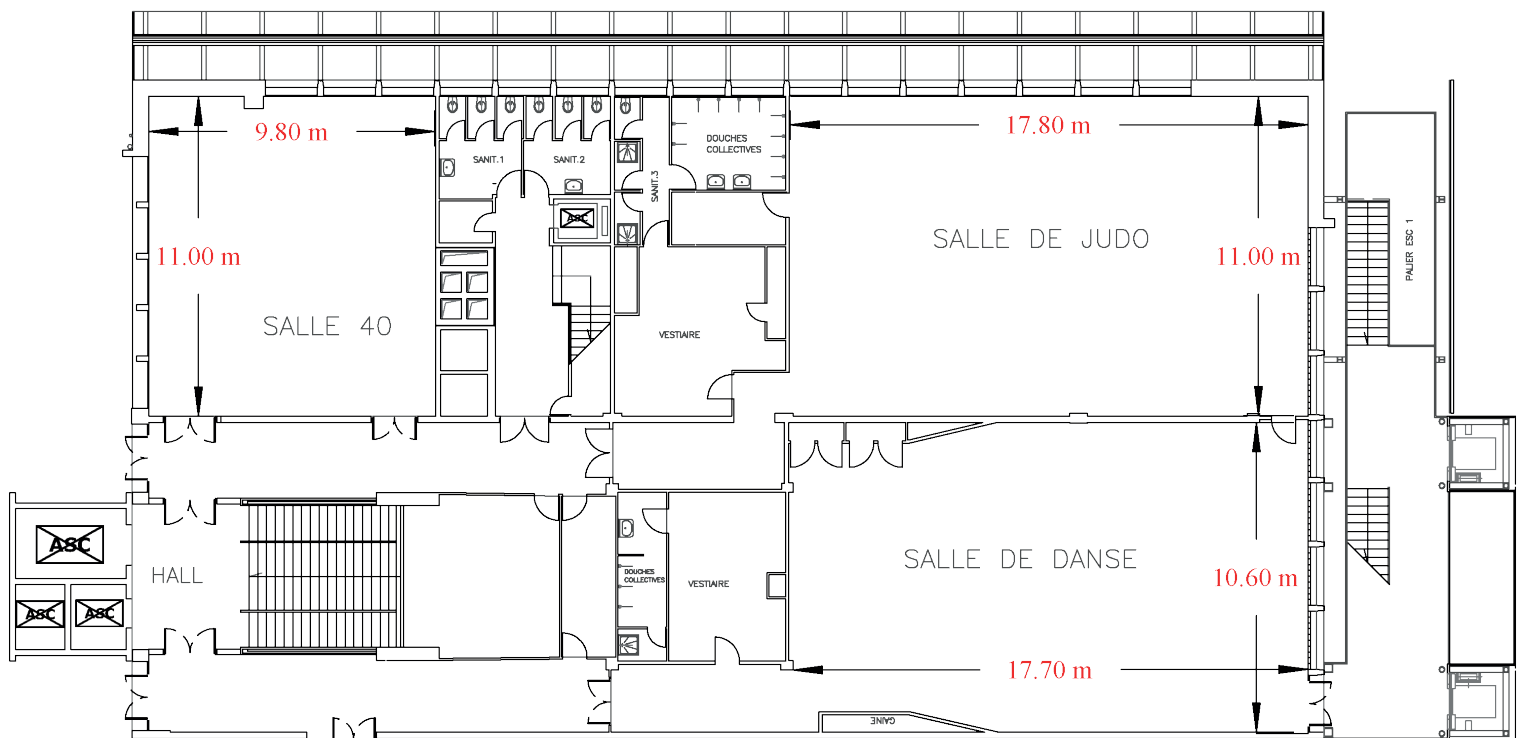 9.80 m
17.80 m
SANIT.1
SANIT.2
DOUCHES
COLLECTIVES
SANIT.3
ASC
11.00 m
SALLE 40
SALLE DE JUDO
11.00 m
PALIER ESC 1
VESTIAIRE
ASC
ASC
ASC
HALL
DOUCHES
COLLECTIVES
VESTIAIRE
SALLE DE DANSE
10.60 m
17.70 m
GAINE